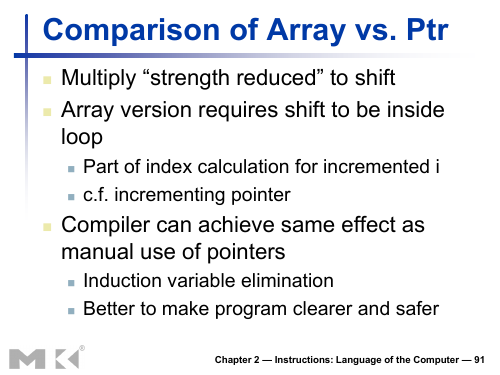 Comparison of Array vs. Ptr
Multiply “strength reduced” to shift
Array version requires shift to be inside
loop
Part of index calculation for incremented i
c.f. incrementing pointer
Compiler can achieve same effect as
manual use of pointers
Induction variable elimination
Better to make program clearer and safer
MK®
Chapter 2 — Instructions: Language of the Computer — 91